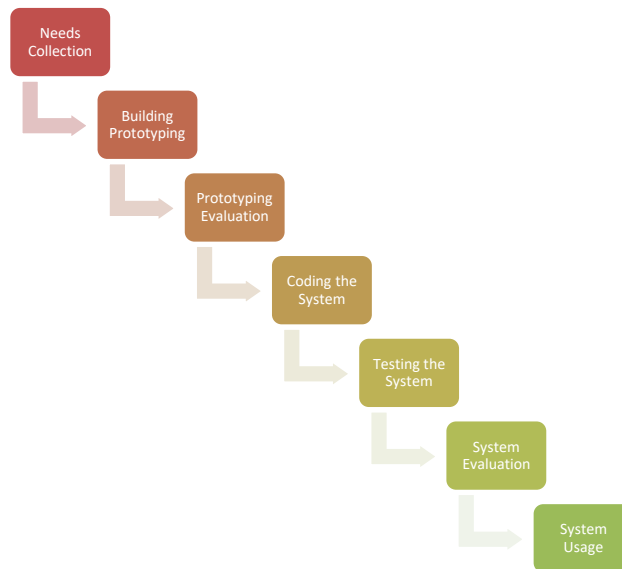 Needs
Collection
Building
Prototyping
Prototyping
Evaluation
Coding the
System
Testing the
System
System
Evaluation
System
Usage